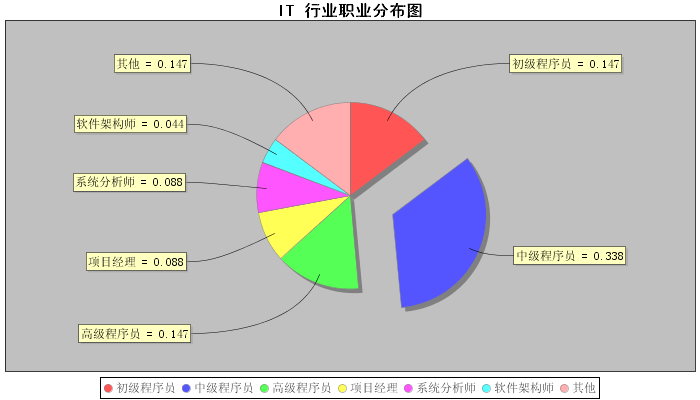 IT 行业职业分布图
其他 = 0.147
初级程序员 = 0.147
软件架构师 = 0.044
系统分析师 = 0.088
项目经理 = 0.088
中级程序员 = 0.338
高级程序员 = 0.147
初级程序员 中级程序员 高级程序员 项目经理 系统分析师 软件架构师 其他